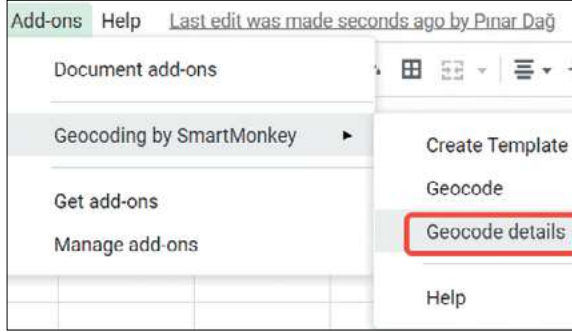 Add-ons Help Last edit was made seconds ago by Pınar Dağ
Document add-ons
Geocoding by SmartMonkey
Create Template
Geocode
Get add-ons
Geocode details
Manage add-ons
Help